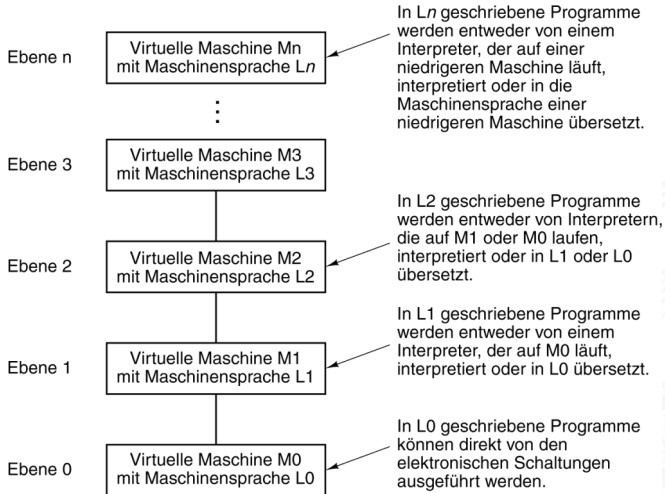 In Ln geschriebene Programme
werden entweder von einem
Interpreter, der auf einer
niedrigeren Maschine läuft,
interpretiert oder in die
Maschinensprache einer
niedrigeren Maschine übersetzt.
Ebene n
Virtuelle Maschine Mn
mit Maschinensprache Ln
Ebene 3
Virtuelle Maschine M3
mit Maschinensprache L3
In L2 geschriebene Programme
werden entweder von Interpretern,
die auf M1 oder M0 laufen,
interpretiert oder in L1 oder L0
übersetzt.
Ebene 2
Virtuelle Maschine M2
mit Maschinensprache L2
In L1 geschriebene Programme
werden entweder von einem
Interpreter, der auf M0 läuft,
interpretiert oder in L0 übersetzt.
Ebene 1
Virtuelle Maschine M1
mit Maschinensprache L1
In L0 geschriebene Programme
können direkt von den
elektronischen Schaltungen
ausgeführt werden.
Ebene 0
Virtuelle Maschine M0
mit Maschinensprache L0